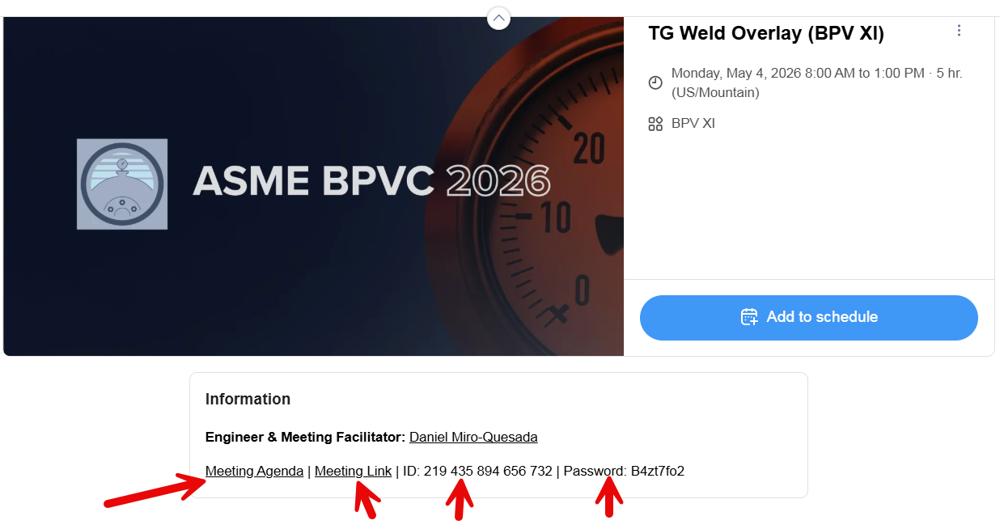 TG Weld Overlay (BPV XI)
Monday, May 4, 2026 8:00 AM to 1:00 PM · 5 hr.
(US/Mountain)
BPV XI
ASME BPVC 2026
20
10
0
Add to schedule
Information
Engineer & Meeting Facilitator: Daniel Miro-Quesada
Meeting Agenda | Meeting Link | ID: 219 435 894 656 732 | Password: B4zt7fo2